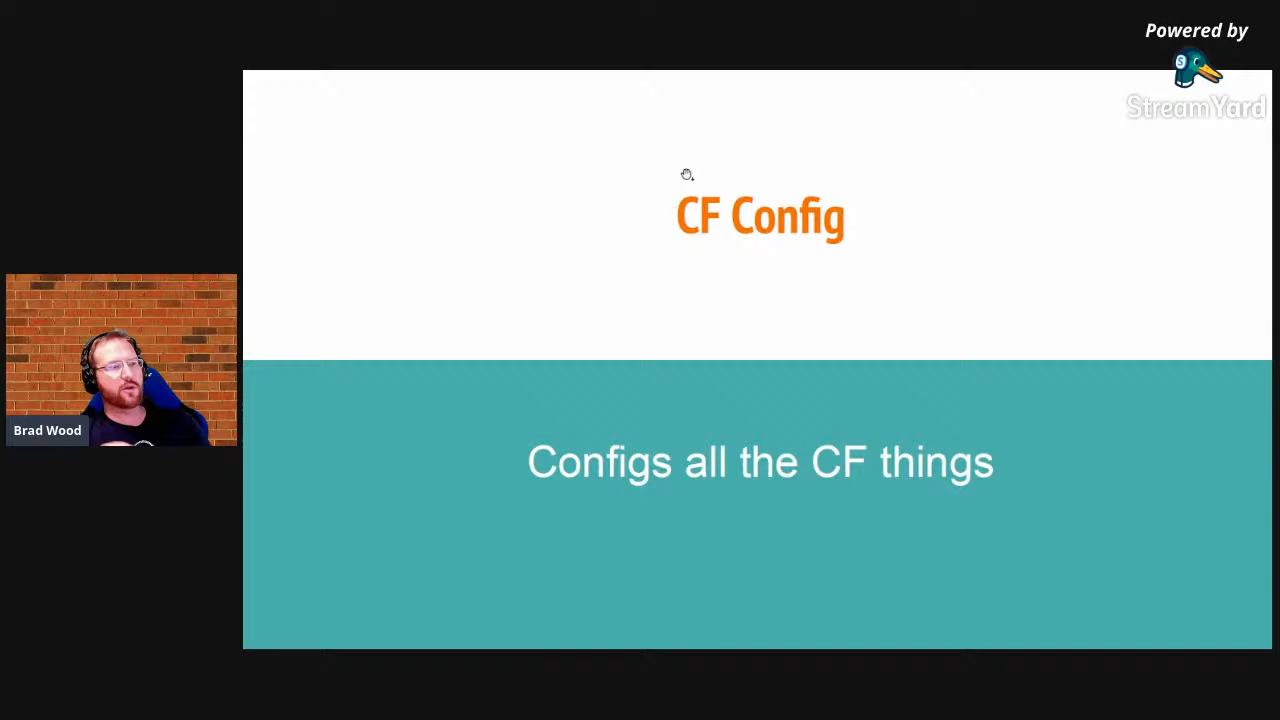 Powered by
StreamYard
CF Config
Brad Wood
Configs all the CF things